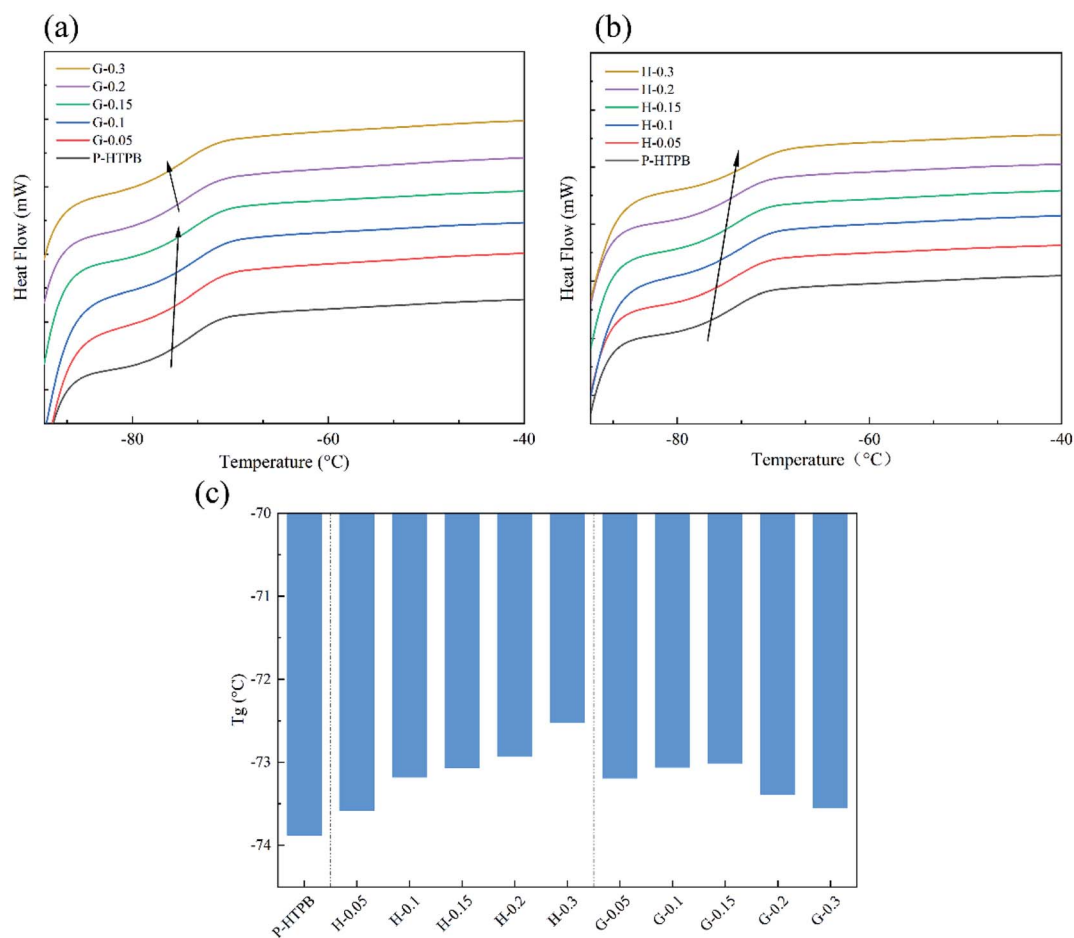 (a)
G-0.3
G-0.2
G-0.15
G-0.1
G-0.05
P-HTPB
Heat Flow (mW)
-80
-60
-40
Temperature (°C)
(b)
H-0.3
H-0.2
H-0.15
H-0.1
H-0.05
P-HTPB
Heat Flow (mW)
-80
-60
-40
Temperature（°C）
(c)
-70
-71
-72
-73
-74
Tg (°C)
P-HTPB
H-0.05
H-0.1
H-0.15
H-0.2
H-0.3
G-0.05
G-0.1
G-0.15
G-0.2
G-0.3